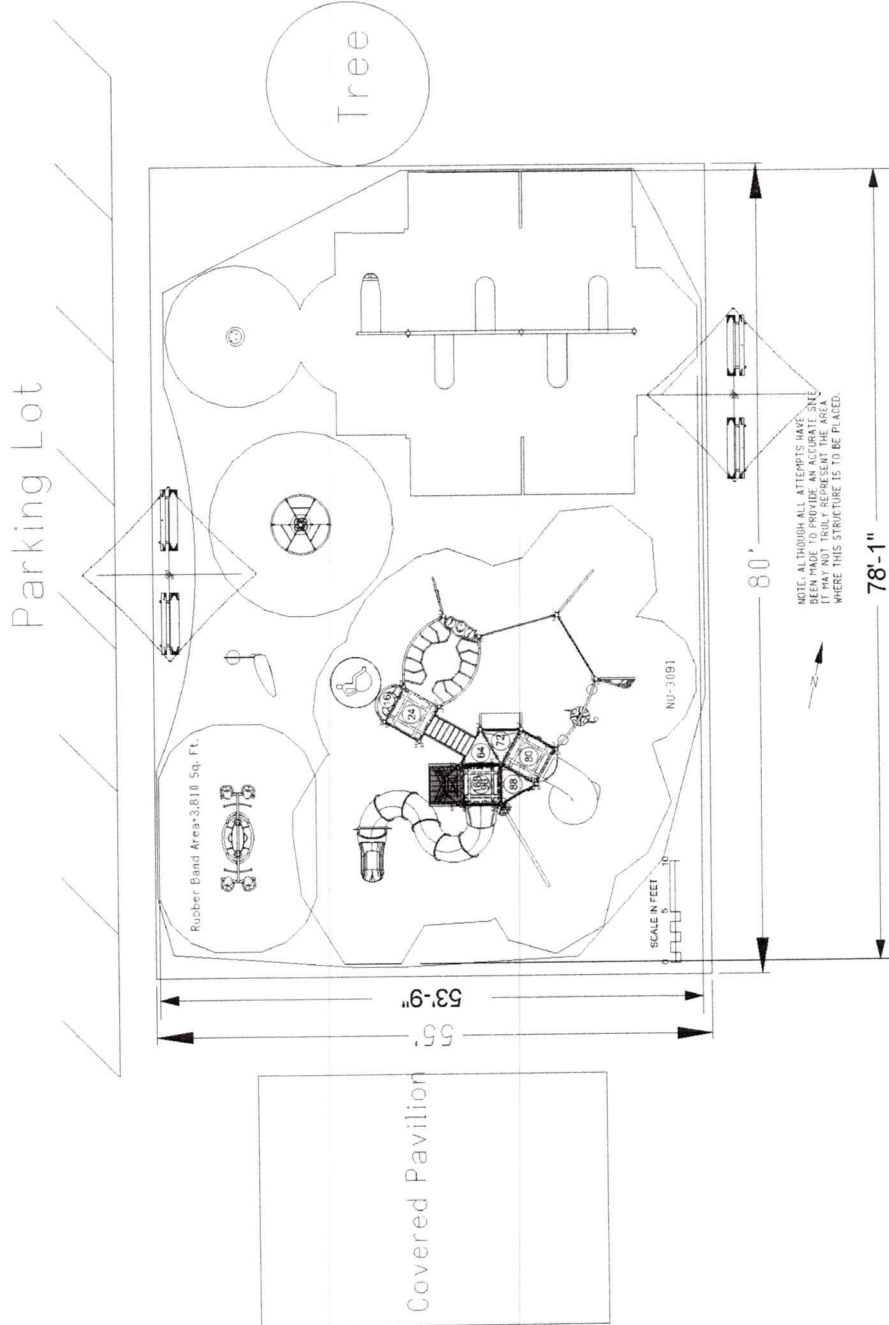 Parking Lot
Tree
Rubber Band Area=3,810 Sq. Ft.
16
24
64
72
80
88
NU-3091
SCALE IN FEET
0 5 10
N
NOTE: ALTHOUGH ALL ATTEMPTS HAVE
BEEN MADE TO PROVIDE AN ACCURATE SITE
IT MAY NOT TRULY REPRESENT THE AREA
WHERE THIS STRUCTURE IS TO BE PLACED.
80'
78'-1"
53'-9"
55'
Covered Pavilion